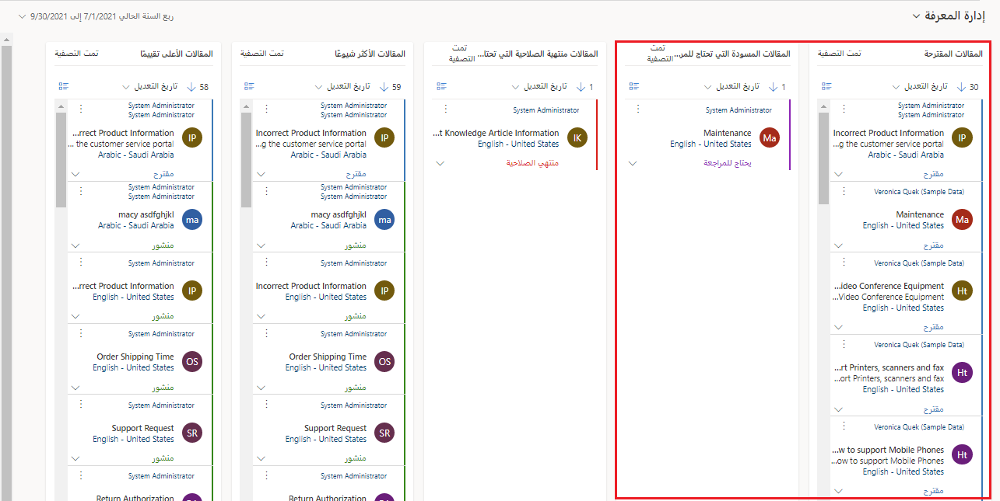 إدارة المعرفة
ربع السنة الحالي 7/1/2021 إلى 9/30/2021
المقالات المقترحة
تمت التصفية
30
تاريخ التعديل
System Administrator
System Administrator
IP
Incorrect Product Information
...g the customer service portal
Arabic - Saudi Arabia
مقترح
Veronica Quek (Sample Data)
Ma
Maintenance
English - United States
مقترح
Veronica Quek (Sample Data)
Ht
...ideo Conference Equipment
...Video Conference Equipment
English - United States
مقترح
Veronica Quek (Sample Data)
Ht
...rt Printers, scanners and fax
...ort Printers, scanners and fax
English - United States
مقترح
Veronica Quek (Sample Data)
Ht
...w to support Mobile Phones
...ow to support Mobile Phones
English - United States
مقترح
المقالات المسودة التي تحتاج للمر...
تمت
التصفية
1
تاريخ التعديل
System Administrator
Ma
Maintenance
English - United States
يحتاج للمراجعة
المقالات منتهية الصلاحية التي تحتا...
تمت
التصفية
1
تاريخ التعديل
System Administrator
IK
...t Knowledge Article Information
English - United States
منتهي الصلاحية
المقالات الأكثر شيوعًا
تمت التصفية
59
تاريخ التعديل
System Administrator
System Administrator
IP
Incorrect Product Information
...g the customer service portal
Arabic - Saudi Arabia
مقترح
System Administrator
System Administrator
ma
macy asdfghjkl
Arabic - Saudi Arabia
منشور
System Administrator
IP
Incorrect Product Information
English - United States
منشور
System Administrator
OS
Order Shipping Time
English - United States
منشور
System Administrator
SR
Support Request
English - United States
منشور
System Administrator
Return Authorization
المقالات الأعلى تقييمًا
تمت التصفية
58
تاريخ التعديل
System Administrator
System Administrator
IP
...rrect Product Information
... the customer service portal
Arabic - Saudi Arabia
مقترح
System Administrator
System Administrator
ma
macy asdfghjkl
Arabic - Saudi Arabia
منشور
System Administrator
IP
...rrect Product Information
English - United States
منشور
System Administrator
OS
Order Shipping Time
English - United States
منشور
System Administrator
SR
Support Request
English - United States
منشور
System Administrator
Return Authorization